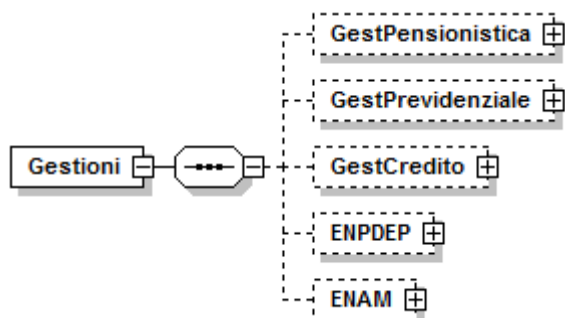 GestPensionistica
GestPrevidenziale
Gestioni
GestCredito
ENPDEP
ENAM